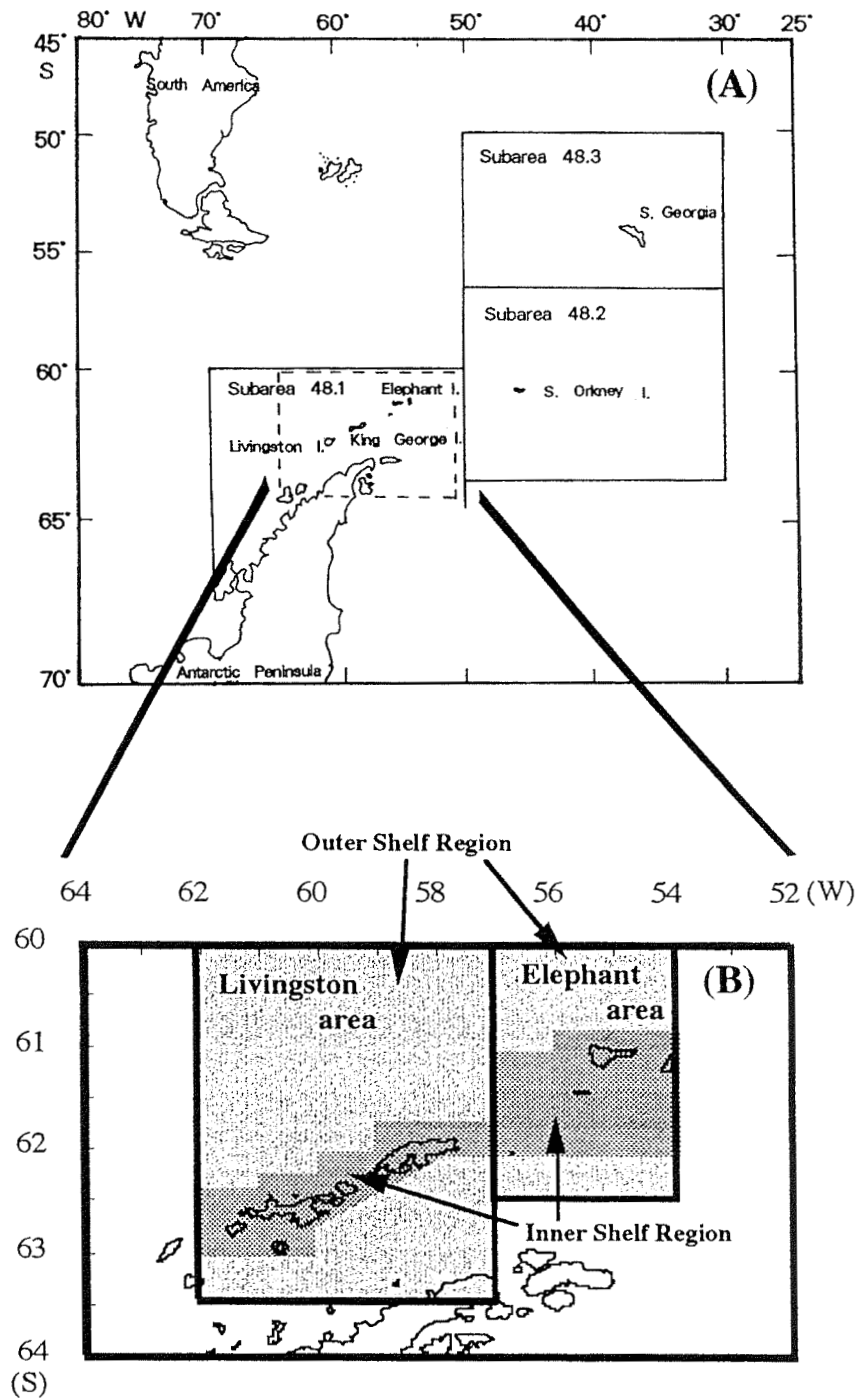 80° W 70° 60° 50° 40° 30° 25°
45°
S
South America
(A)
50°
Subarea 48.3
S. Georgia
55°
Subarea 48.2
60°
Subarea 48.1 Elephant I.
S. Orkney I.
Livingston I. King George I.
65°
Antarctic Peninsula
70°
Outer Shelf Region
64 62 60 58 56 54 52 (W)
60
Livingston area
Elephant area
(B)
61
62
Inner Shelf Region
63
64
(S)